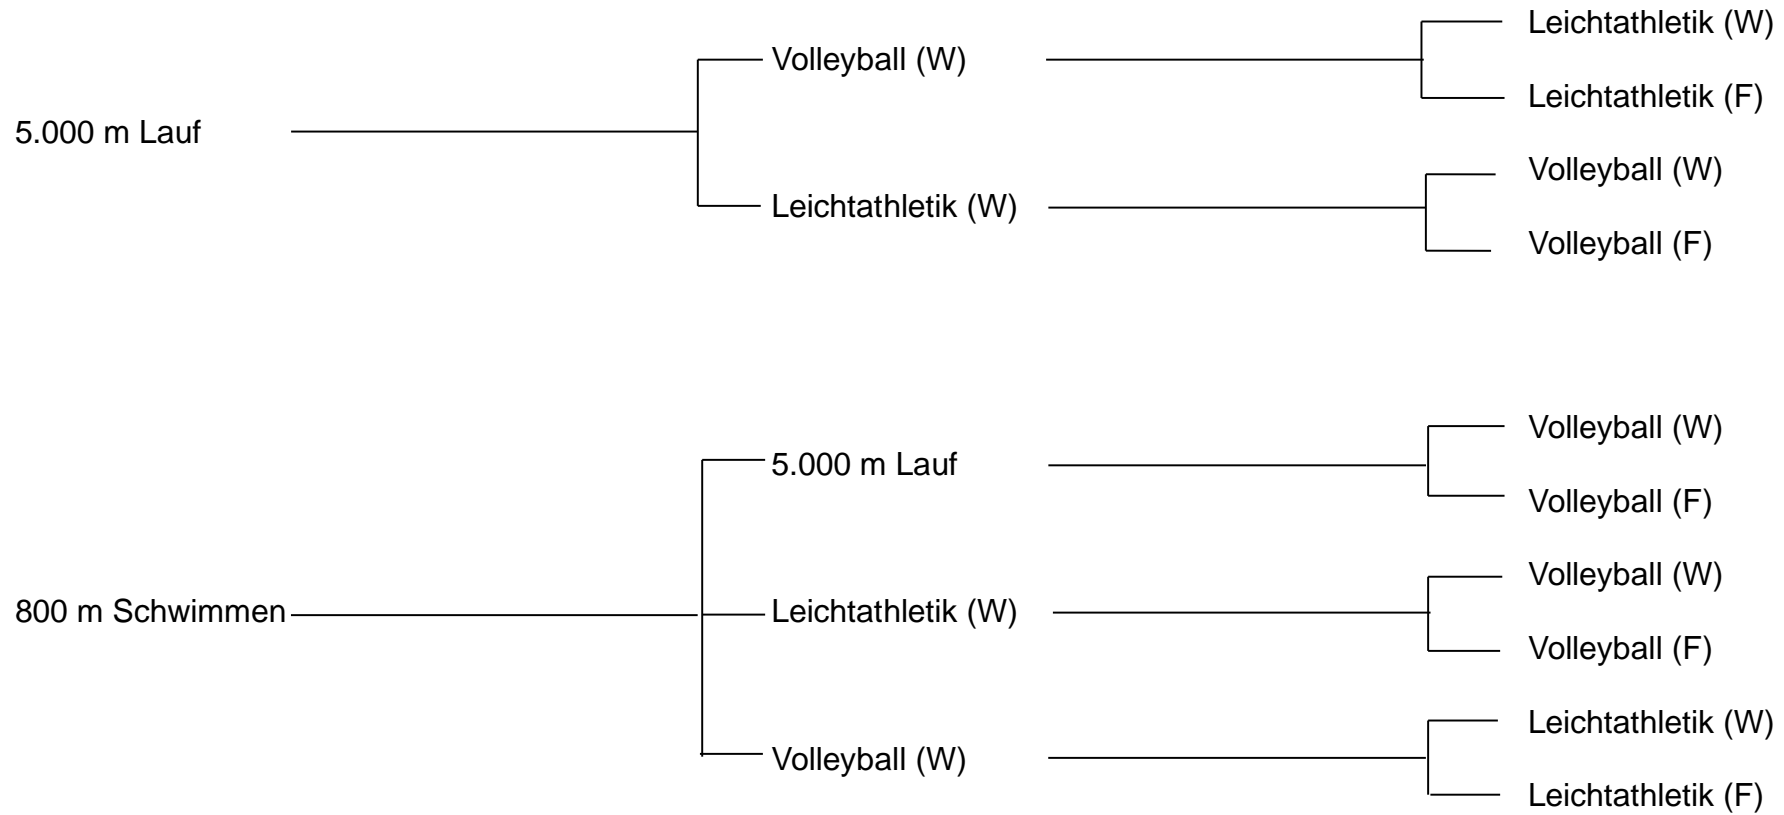 5.000 m Lauf
Volleyball (W)
Leichtathletik (W)
Leichtathletik (F)
Leichtathletik (W)
Volleyball (W)
Volleyball (F)
800 m Schwimmen
5.000 m Lauf
Volleyball (W)
Volleyball (F)
Leichtathletik (W)
Volleyball (W)
Volleyball (F)
Volleyball (W)
Leichtathletik (W)
Leichtathletik (F)